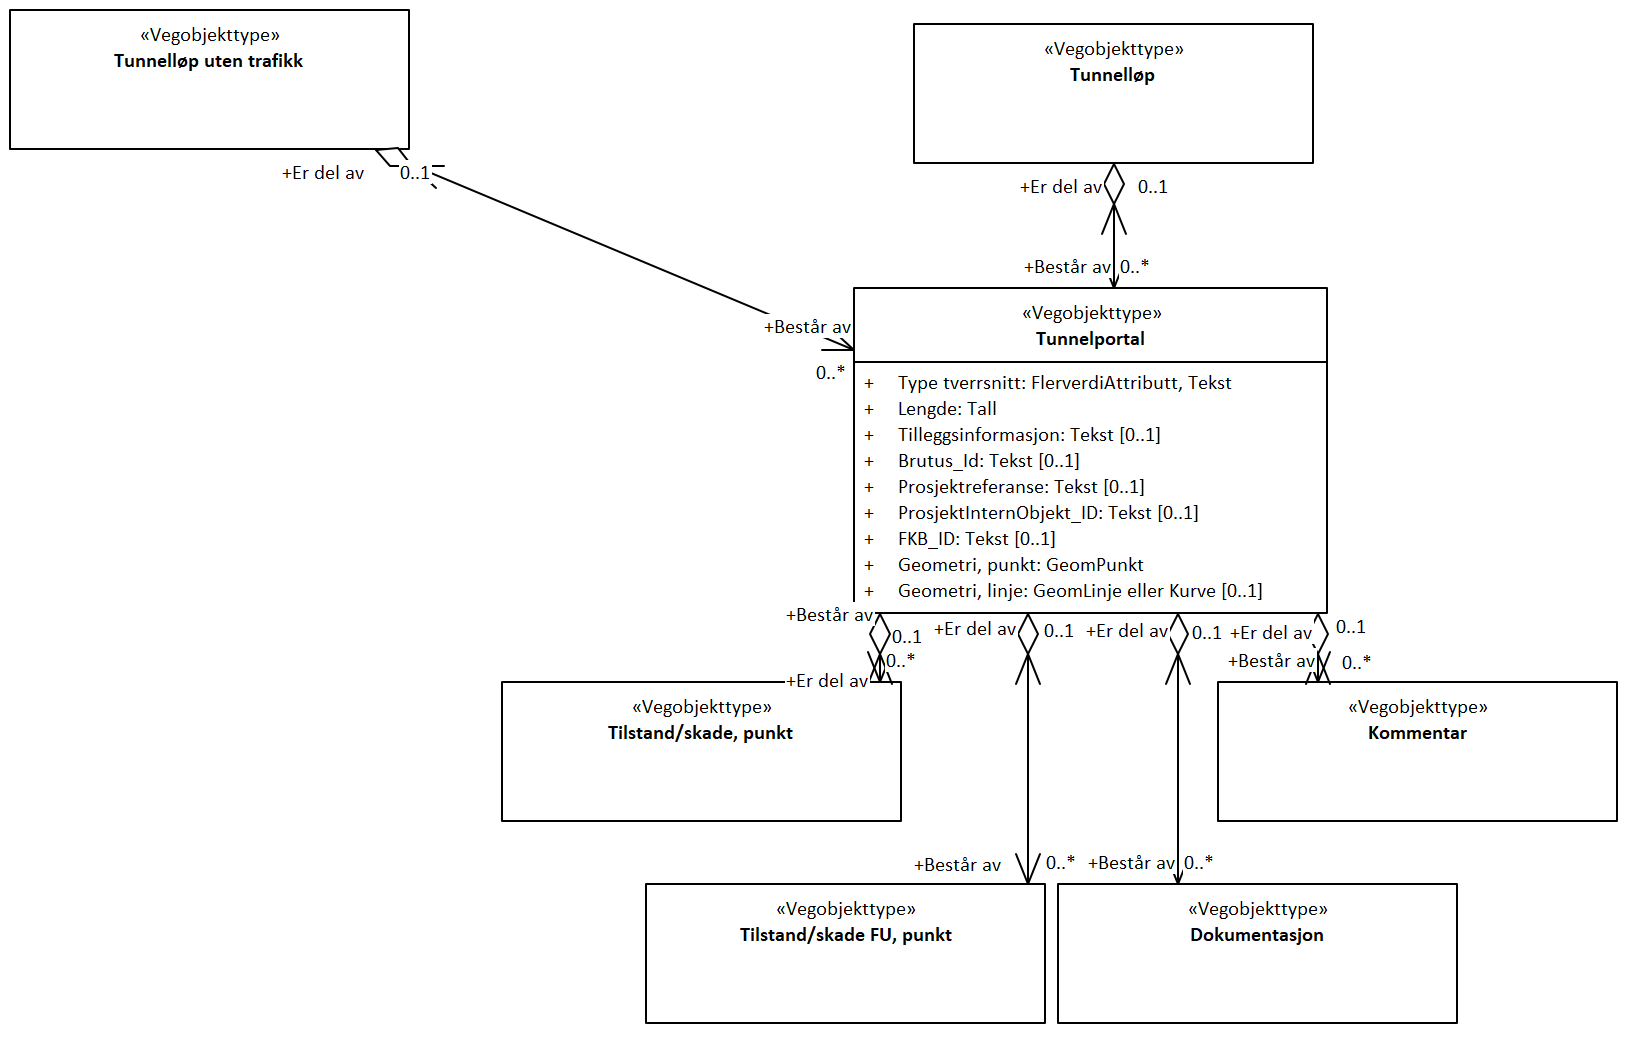 «Vegobjekttype»
Tunnelløp uten trafikk
«Vegobjekttype»
Tunnelløp
+Er del av
0..1
+Er del av
0..1
+Består av
0..*
+Består av
0..*
«Vegobjekttype»
Tunnelportal
+ Type tverrsnitt: FlerverdiAttributt, Tekst
+ Lengde: Tall
+ Tilleggsinformasjon: Tekst [0..1]
+ Brutus_Id: Tekst [0..1]
+ Prosjektreferanse: Tekst [0..1]
+ ProsjektInternObjekt_ID: Tekst [0..1]
+ FKB_ID: Tekst [0..1]
+ Geometri, punkt: GeomPunkt
+ Geometri, linje: GeomLinje eller Kurve [0..1]
+Består av
0..1
0..*
+Er del av
+Er del av
0..1
+Er del av
0..1
+Er del av
0..1
+Består av
0..*
«Vegobjekttype»
Tilstand/skade, punkt
«Vegobjekttype»
Kommentar
+Består av
0..*
+Består av
0..*
«Vegobjekttype»
Tilstand/skade FU, punkt
«Vegobjekttype»
Dokumentasjon